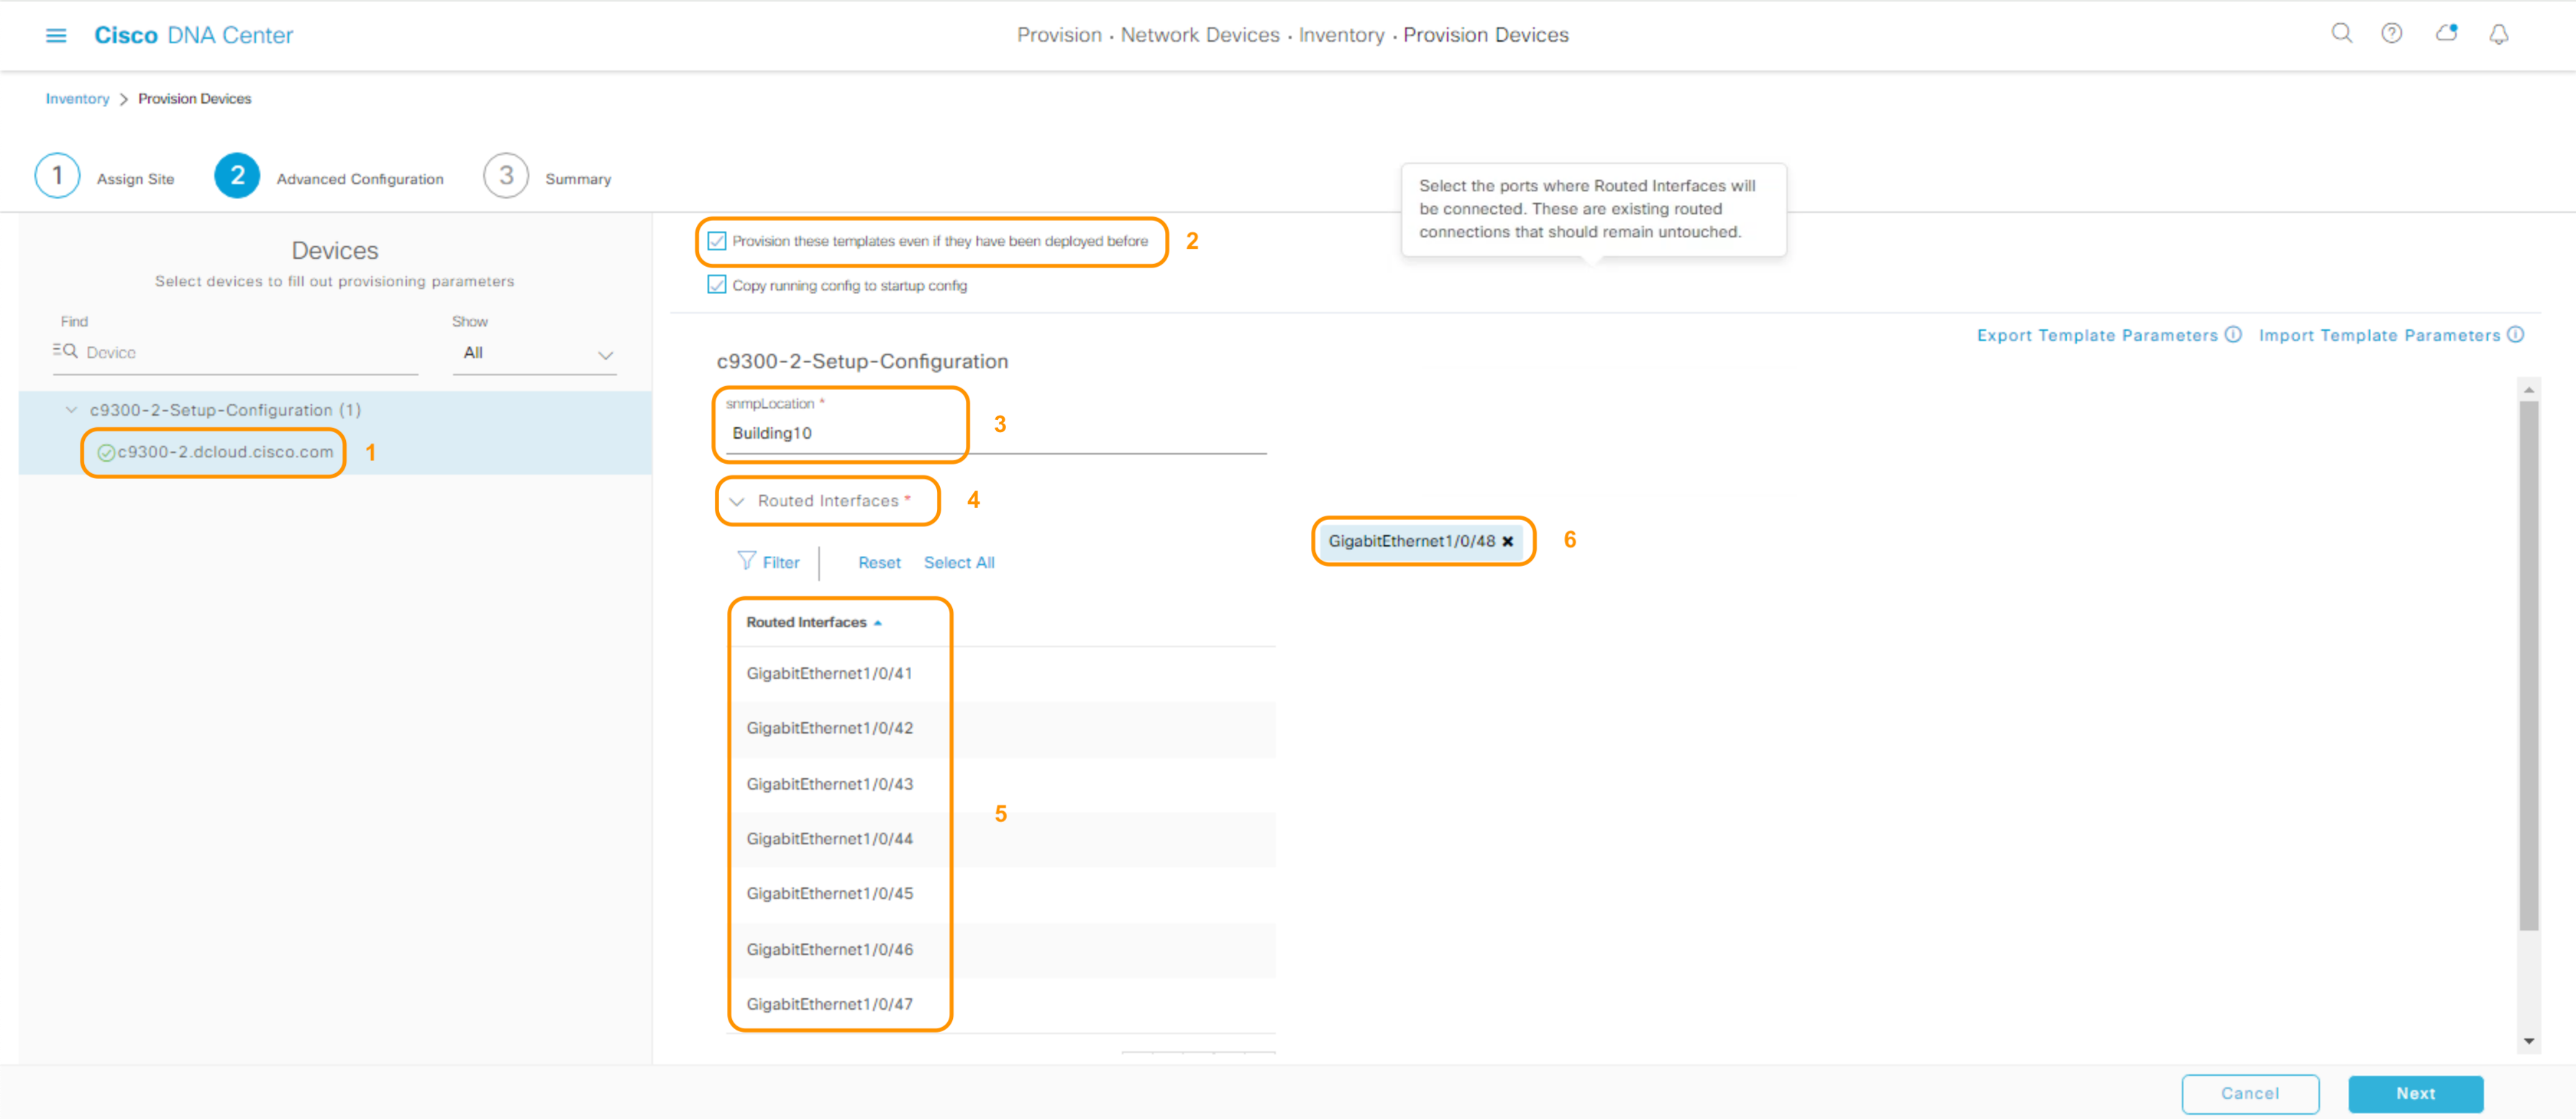 Cisco DNA Center
Provision · Network Devices · Inventory · Provision Devices
Inventory > Provision Devices
1 Assign Site 2 Advanced Configuration 3 Summary
Select the ports where Routed Interfaces will
be connected. These are existing routed
connections that should remain untouched.
Devices
Select devices to fill out provisioning parameters
Find Show
Device All
c9300-2-Setup-Configuration (1)
c9300-2.dcloud.cisco.com 1
Provision these templates even if they have been deployed before 2
Copy running config to startup config
Export Template Parameters Import Template Parameters
c9300-2-Setup-Configuration
snmpLocation *
Building10 3
Routed Interfaces * 4
GigabitEthernet1/0/48 6
Filter Reset Select All
Routed Interfaces
GigabitEthernet1/0/41
GigabitEthernet1/0/42
GigabitEthernet1/0/43
5
GigabitEthernet1/0/44
GigabitEthernet1/0/45
GigabitEthernet1/0/46
GigabitEthernet1/0/47
Cancel Next